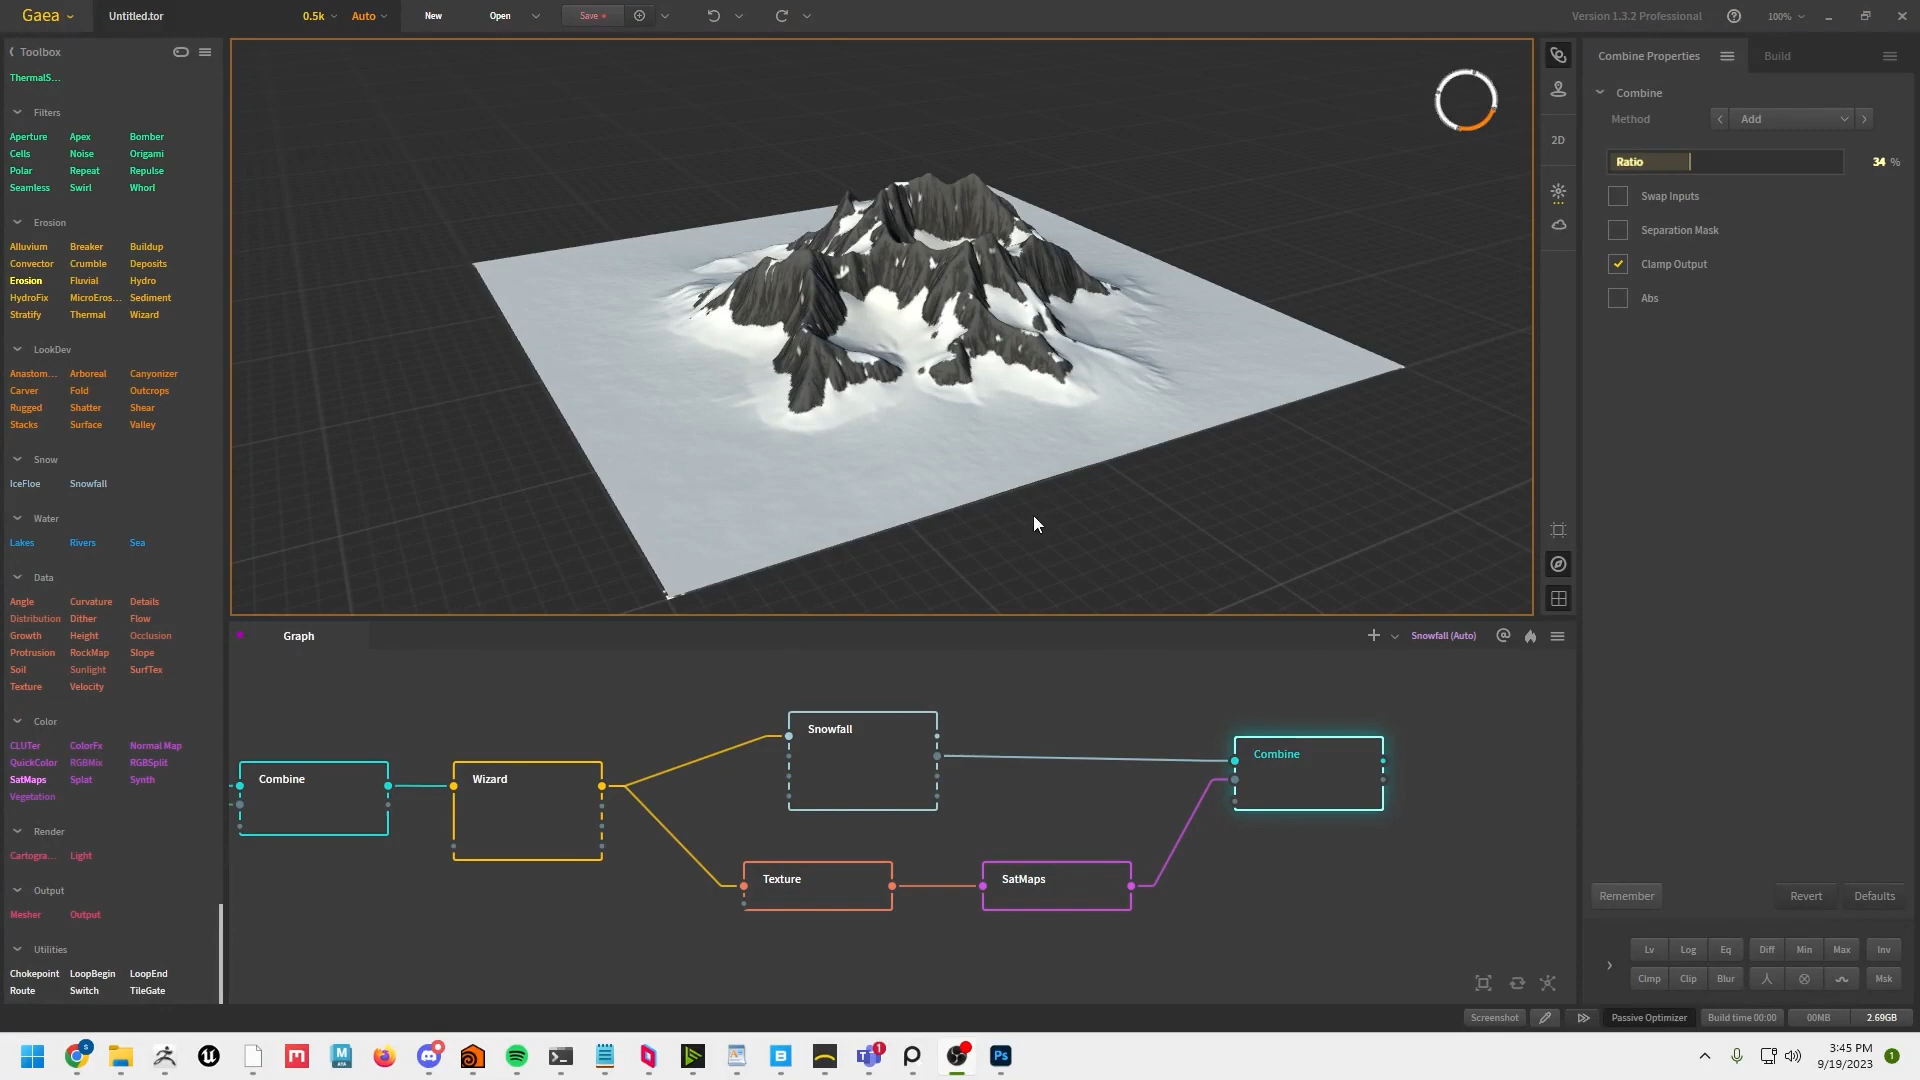 Gaea
Untitled.tor
0.5k
Auto
New
Open
Save
Version 1.3.2 Professional
100%
Toolbox
ThermalS...
Filters
Aperture Apex Bomber
Cells Noise Origami
Polar Repeat Repulse
Seamless Swirl Whorl
Erosion
Alluvium Breaker Buildup
Convector Crumble Deposits
Erosion Fluvial Hydro
HydroFix MicroEros... Sediment
Stratify Thermal Wizard
LookDev
Anastom... Arboreal Canyonizer
Carver Fold Outcrops
Rugged Shatter Shear
Stacks Surface Valley
Snow
IceFloe Snowfall
Water
Lakes Rivers Sea
Data
Angle Curvature Details
Distribution Dither Flow
Growth Height Occlusion
Protrusion RockMap Slope
Soil Sunlight SurfTex
Texture Velocity
Color
CLUTer ColorFx Normal Map
QuickColor RGBMix RGBSplit
SatMaps Splat Synth
Vegetation
Render
Cartogra... Light
Output
Mesher Output
Utilities
Chokepoint LoopBegin LoopEnd
Route Switch TileGate
2D
Graph
Snowfall (Auto)
Combine
Wizard
Snowfall
Texture
SatMaps
Combine
Combine Properties
Build
Combine
Method
Add
Ratio
34 %
Swap Inputs
Separation Mask
Clamp Output
Abs
Remember
Revert
Defaults
Lv Log Eq Diff Min Max Inv
Clmp Clip Blur Msk
Screenshot
Passive Optimizer
Build time 00:00
00MB
2.69GB
S
M
MAYA
1
B
Ps
3:45 PM
9/19/2023
1